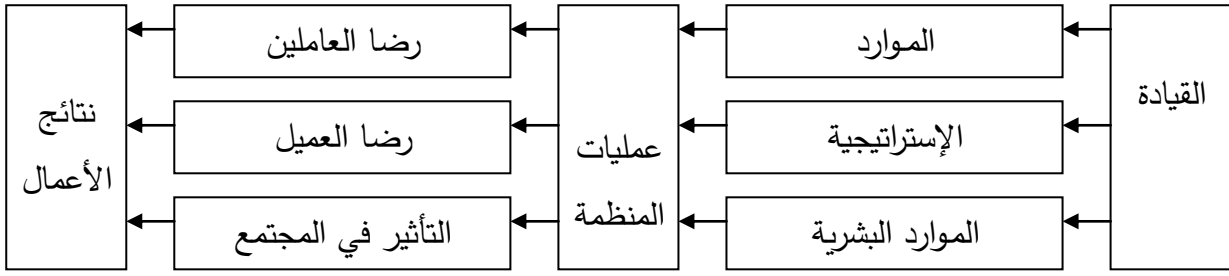 القيادة
الموارد
الإستراتيجية
الموارد البشرية
عمليات
المنظمة
رضا العاملين
رضا العميل
التأثير في المجتمع
نتائج
الأعمال